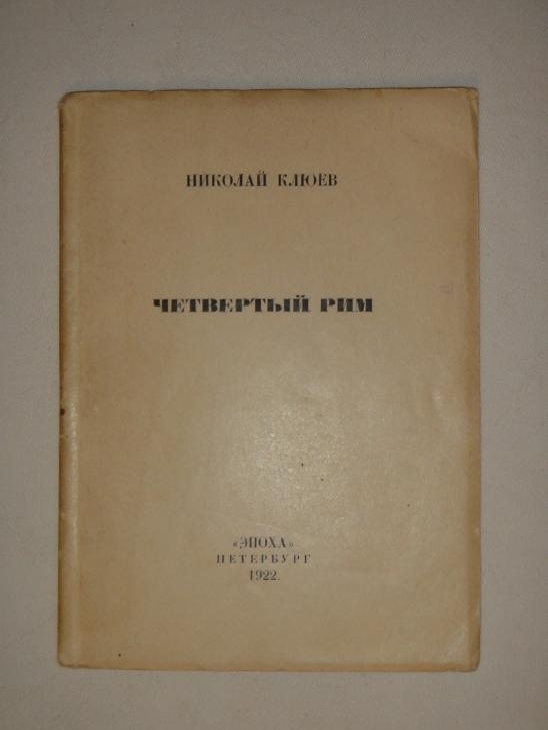 НИКОЛАЙ КЛЮЕВ
ЧЕТВЕРТЫЙ РИМ
«ЭПОХА»
ПЕТЕРБУРГ
1922.